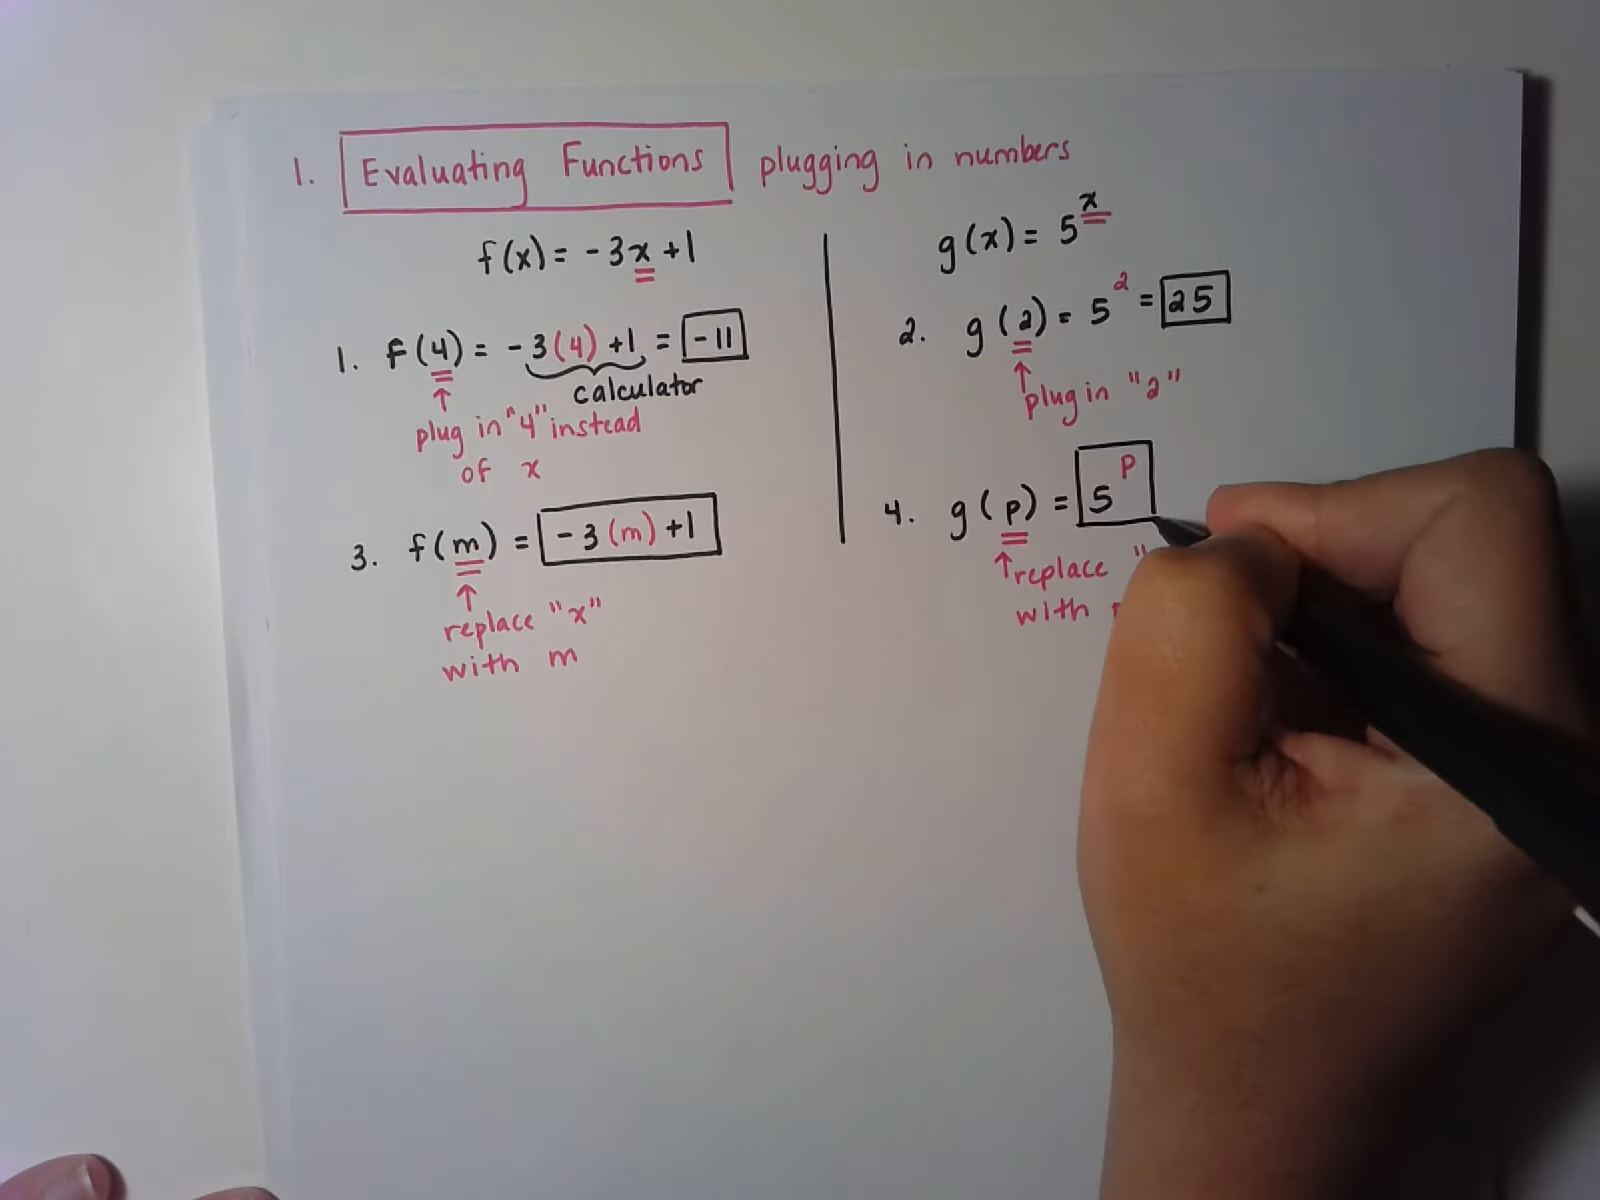 1. Evaluating Functions plugging in numbers
f(x) = -3x +1
1. f(4) = -3(4) +1 = -11
calculator
plug in "4" instead
of x
3. f(m) = -3(m) +1
replace "x"
with m
g(x) = 5^x
2. g(2) = 5^2 = 25
plug in "2"
4. g(p) = 5^p
replace "
with